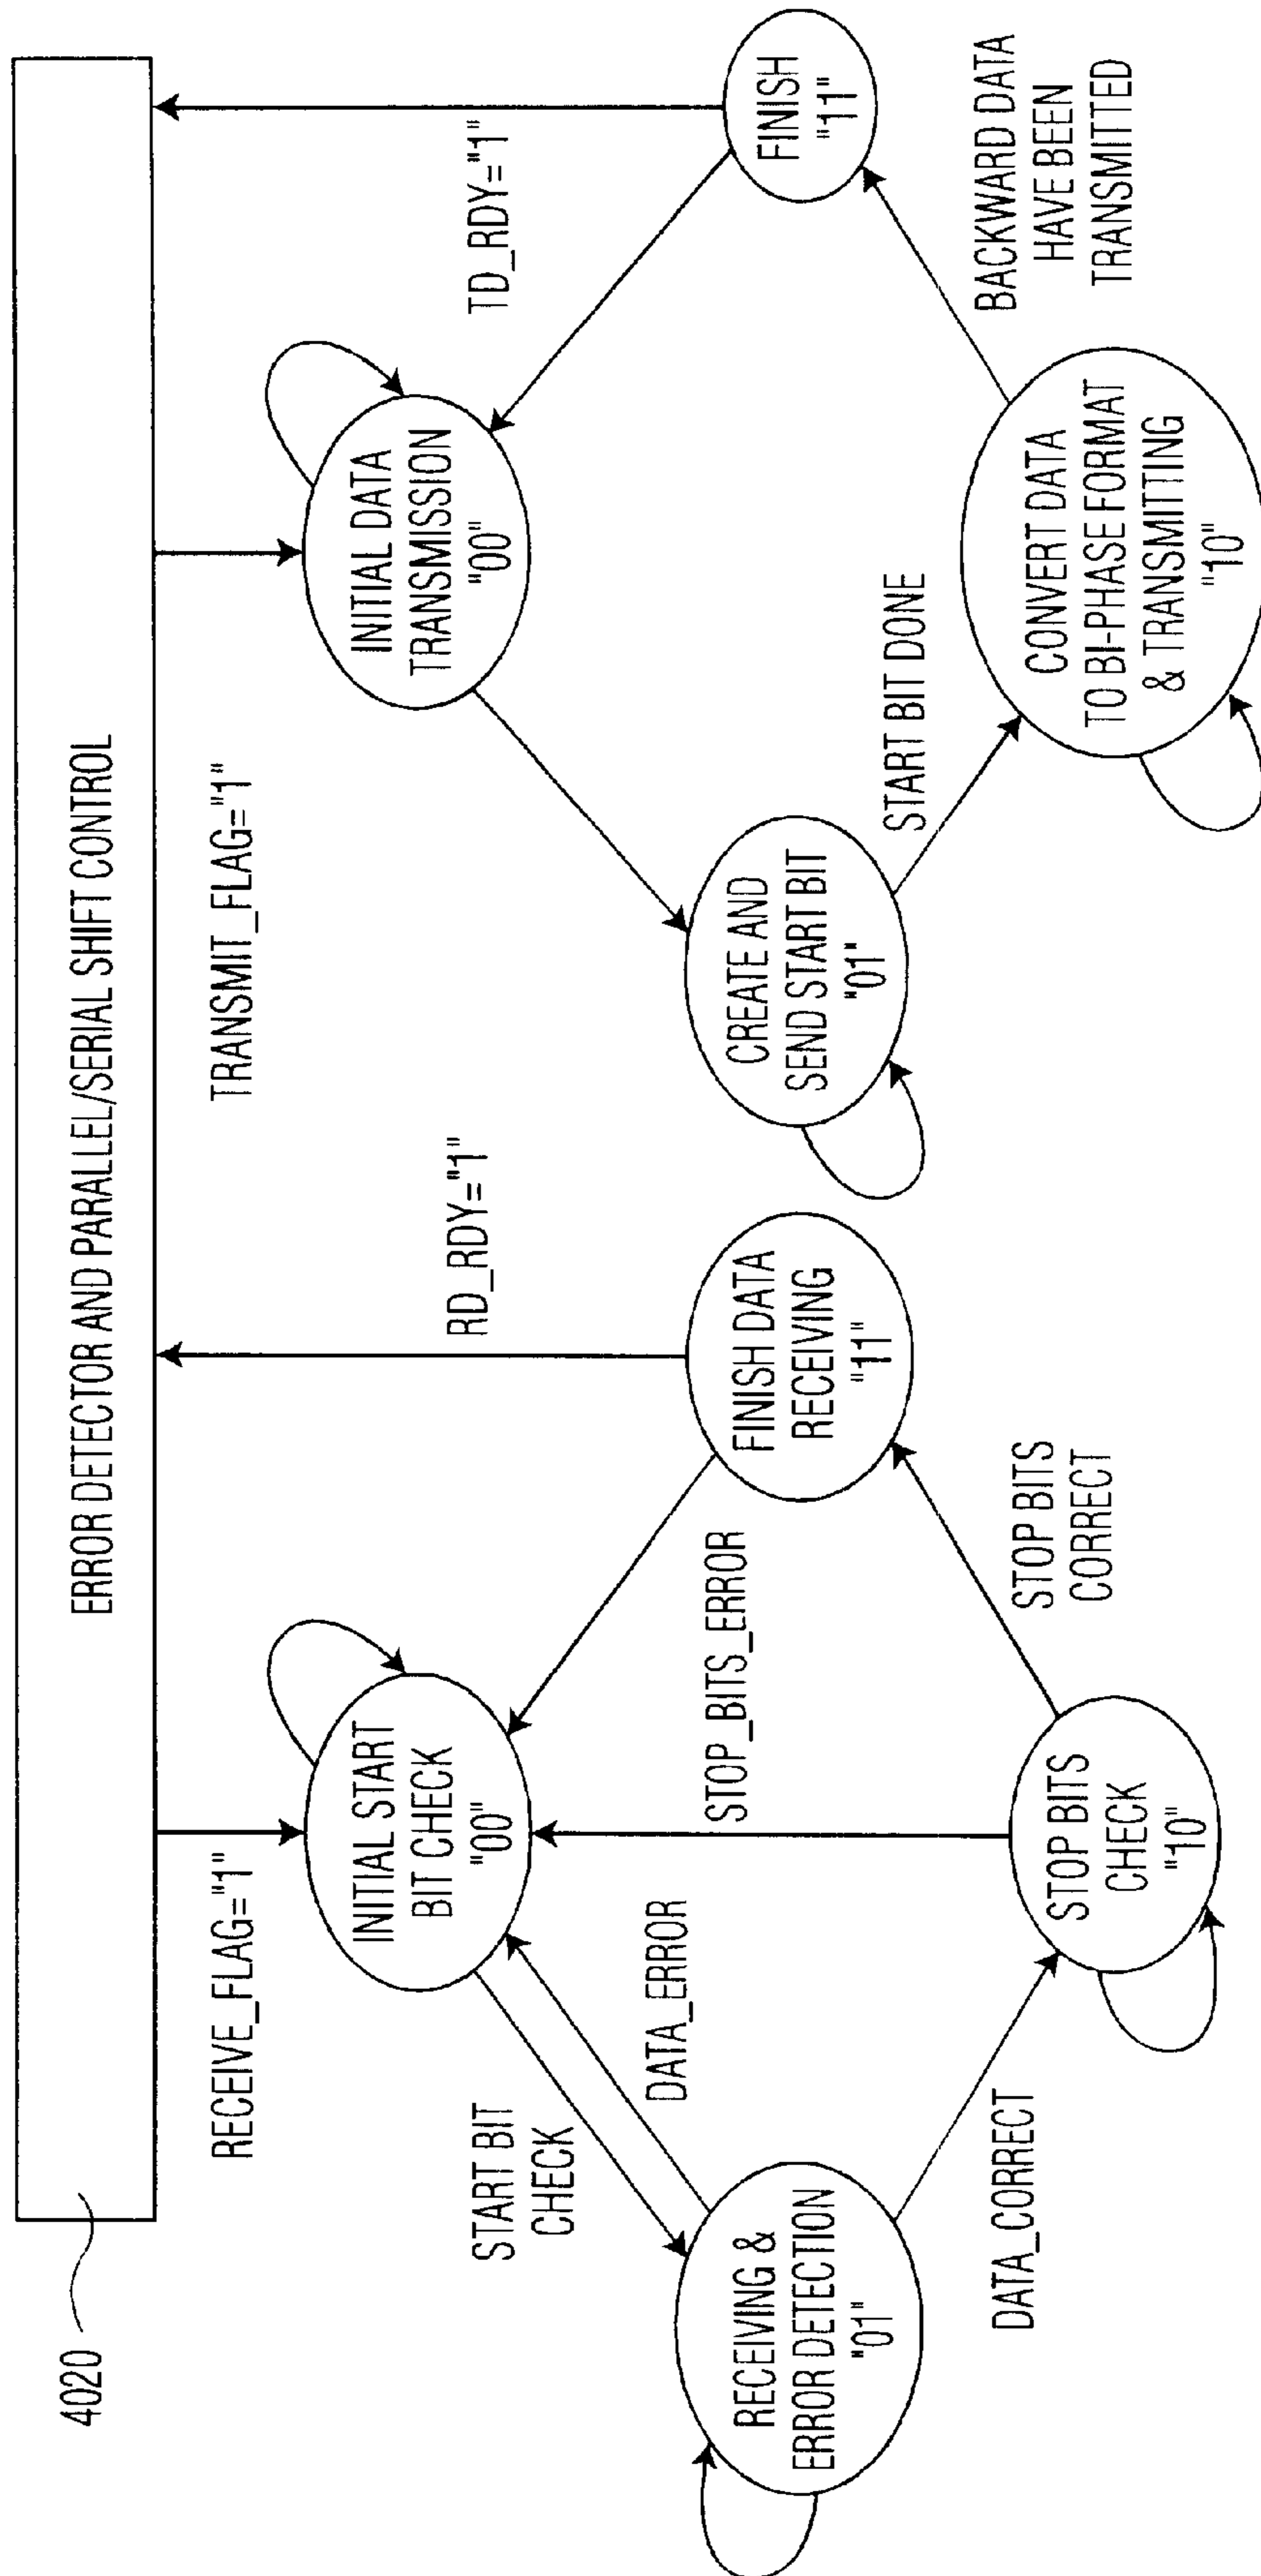 4020
ERROR DETECTOR AND PARALLEL/SERIAL SHIFT CONTROL
RECEIVE_FLAG="1"
INITIAL START
BIT CHECK
"00"
START BIT
CHECK
DATA_ERROR
RECEIVING &
ERROR DETECTION
"01"
DATA_CORRECT
STOP BITS
CHECK
"10"
STOP_BITS_ERROR
STOP BITS
CORRECT
FINISH DATA
RECEIVING
"11"
RD_RDY="1"
TRANSMIT_FLAG="1"
INITIAL DATA
TRANSMISSION
"00"
CREATE AND
SEND START BIT
"01"
START BIT DONE
CONVERT DATA
TO BI-PHASE FORMAT
& TRANSMITTING
"10"
BACKWARD DATA
HAVE BEEN
TRANSMITTED
FINISH
"11"
TD_RDY="1"